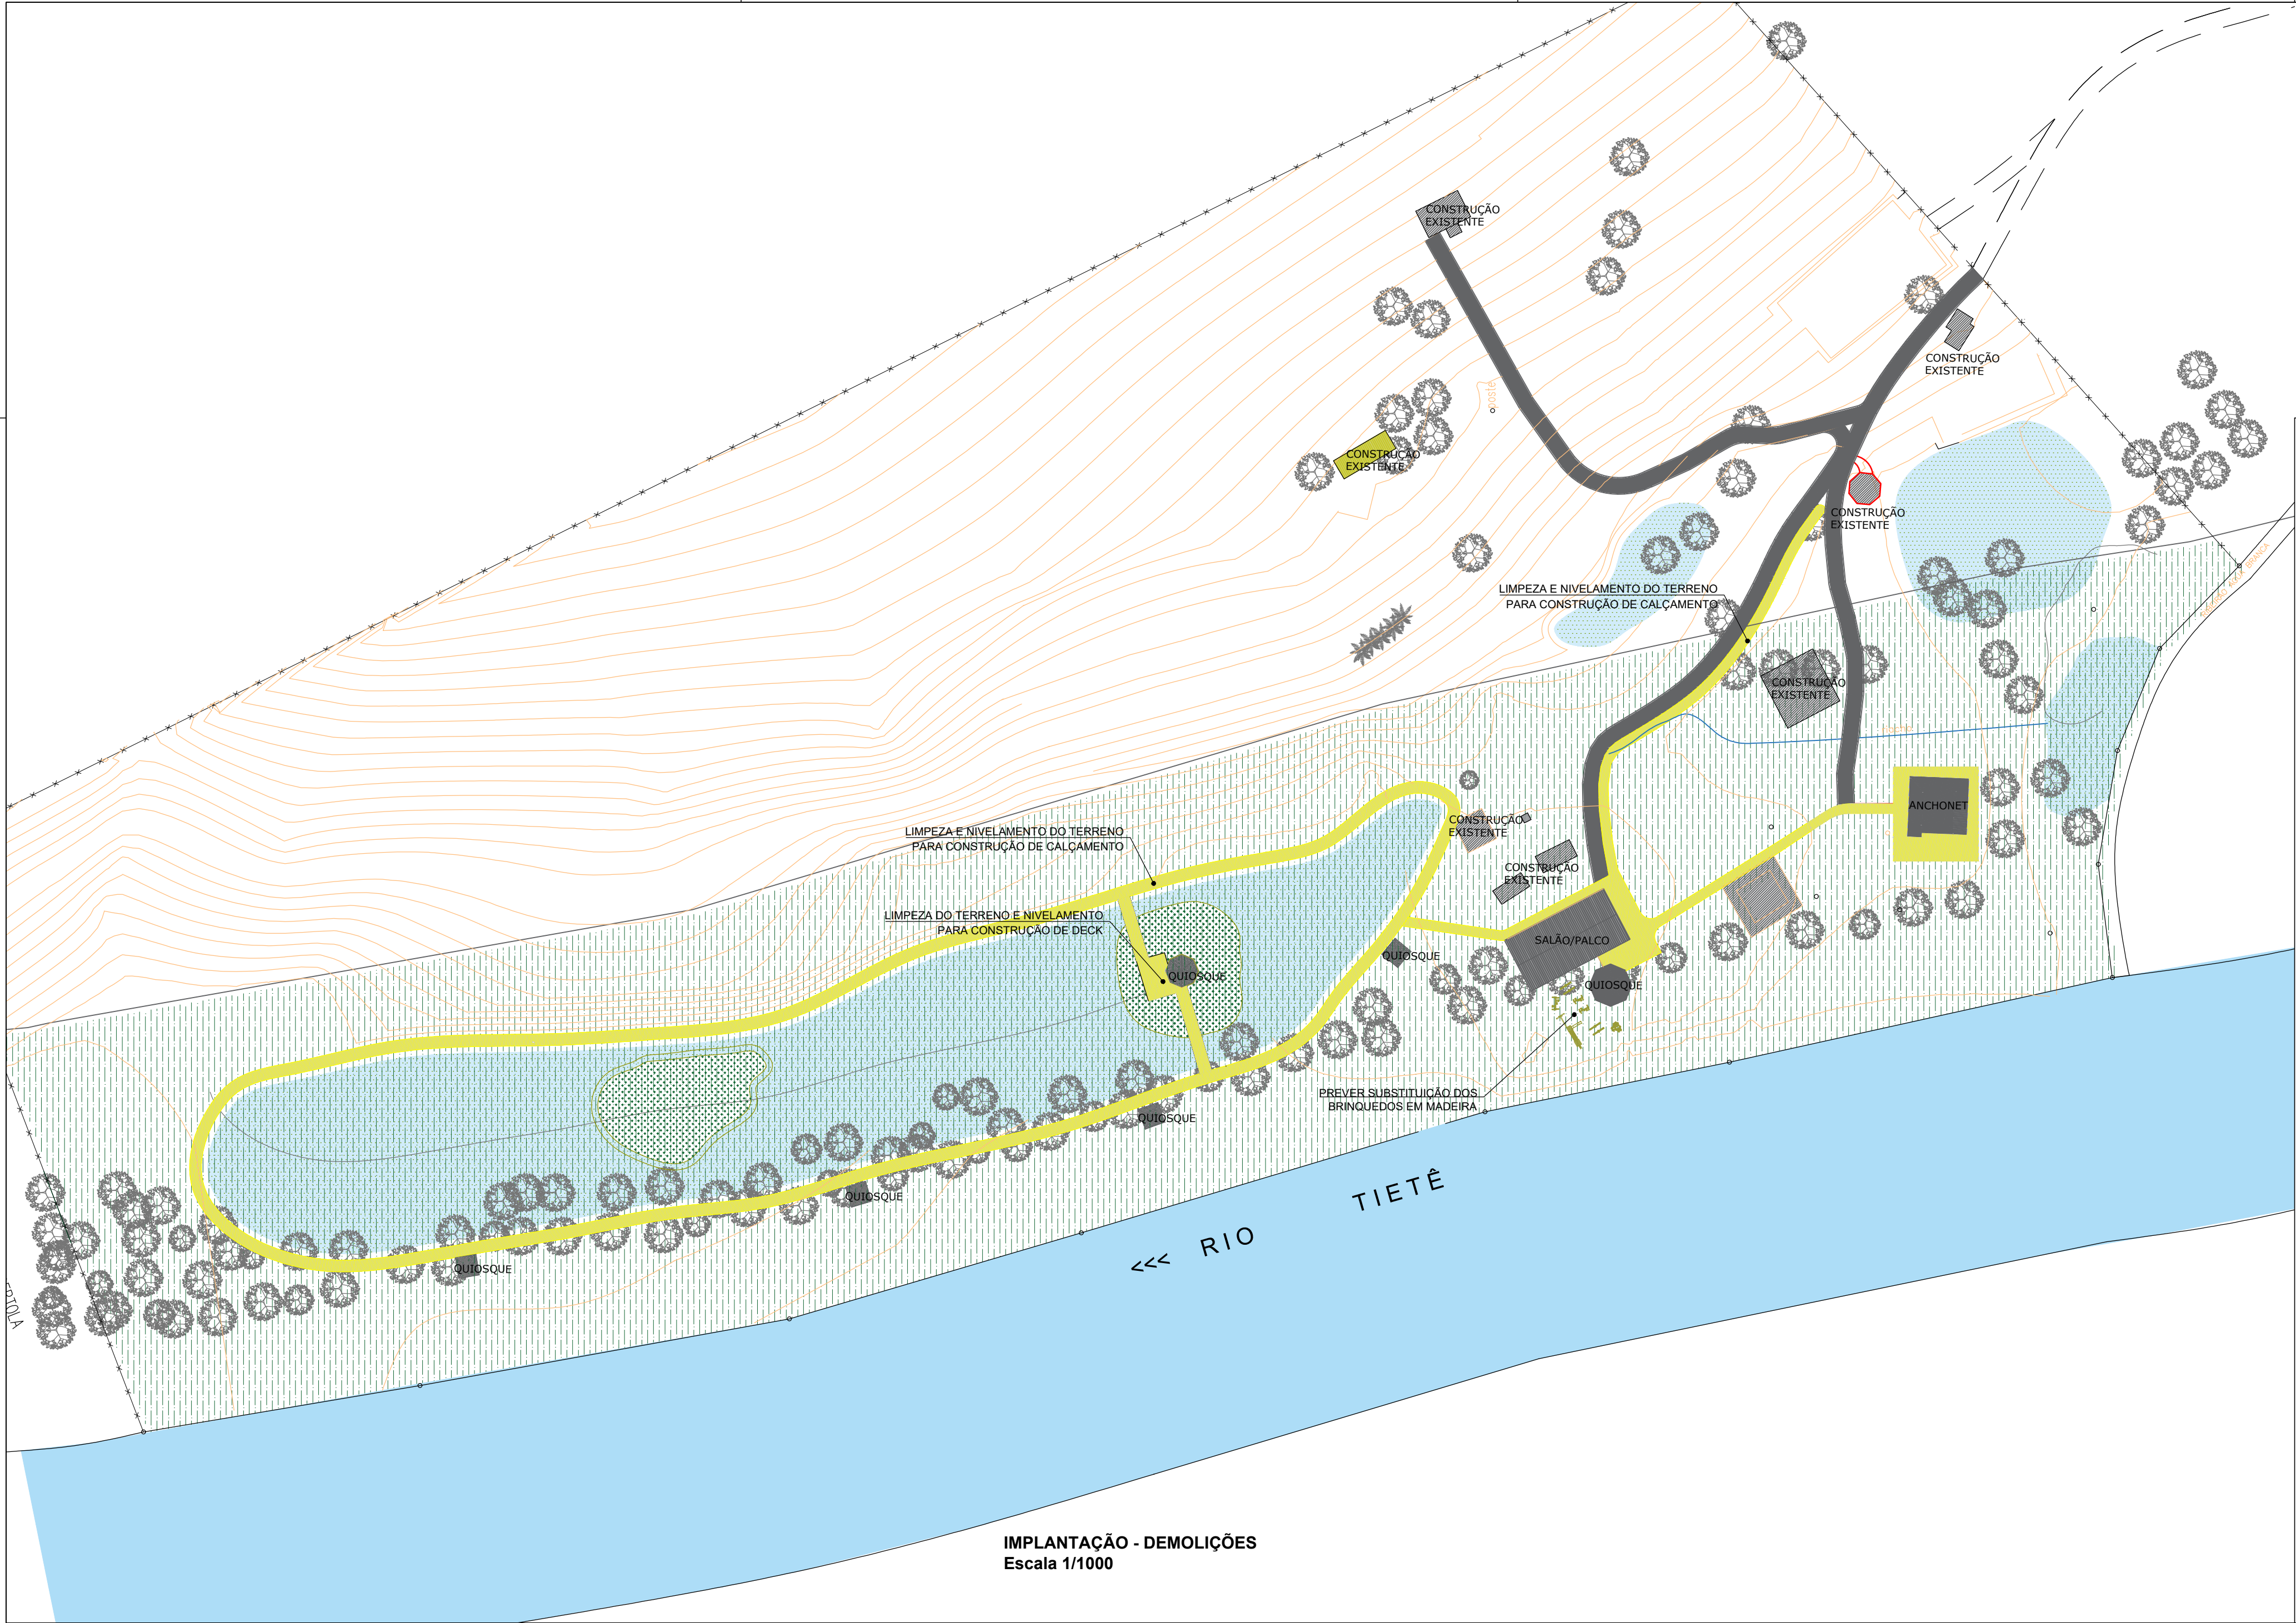 CONSTRUÇÃO
EXISTENTE
CONSTRUÇÃO
EXISTENTE
poste
CONSTRUÇÃO
EXISTENTE
CONSTRUÇÃO
EXISTENTE
LIMPEZA E NIVELAMENTO DO TERRENO
PARA CONSTRUÇÃO DE CALÇAMENTO
CONSTRUÇÃO
EXISTENTE
ANCHONET
CONSTRUÇÃO
EXISTENTE
LIMPEZA E NIVELAMENTO DO TERRENO
PARA CONSTRUÇÃO DE CALÇAMENTO
CONSTRUÇÃO
EXISTENTE
LIMPEZA DO TERRENO E NIVELAMENTO
PARA CONSTRUÇÃO DE DECK
SALÃO/PALCO
QUIOSQUE
QUIOSQUE
QUIOSQUE
PREVER SUBSTITUIÇÃO DOS
BRINQUEDOS EM MADEIRA
QUIOSQUE
QUIOSQUE
QUIOSQUE
<<< RIO TIETÊ
IMPLANTAÇÃO - DEMOLIÇÕES
Escala 1/1000